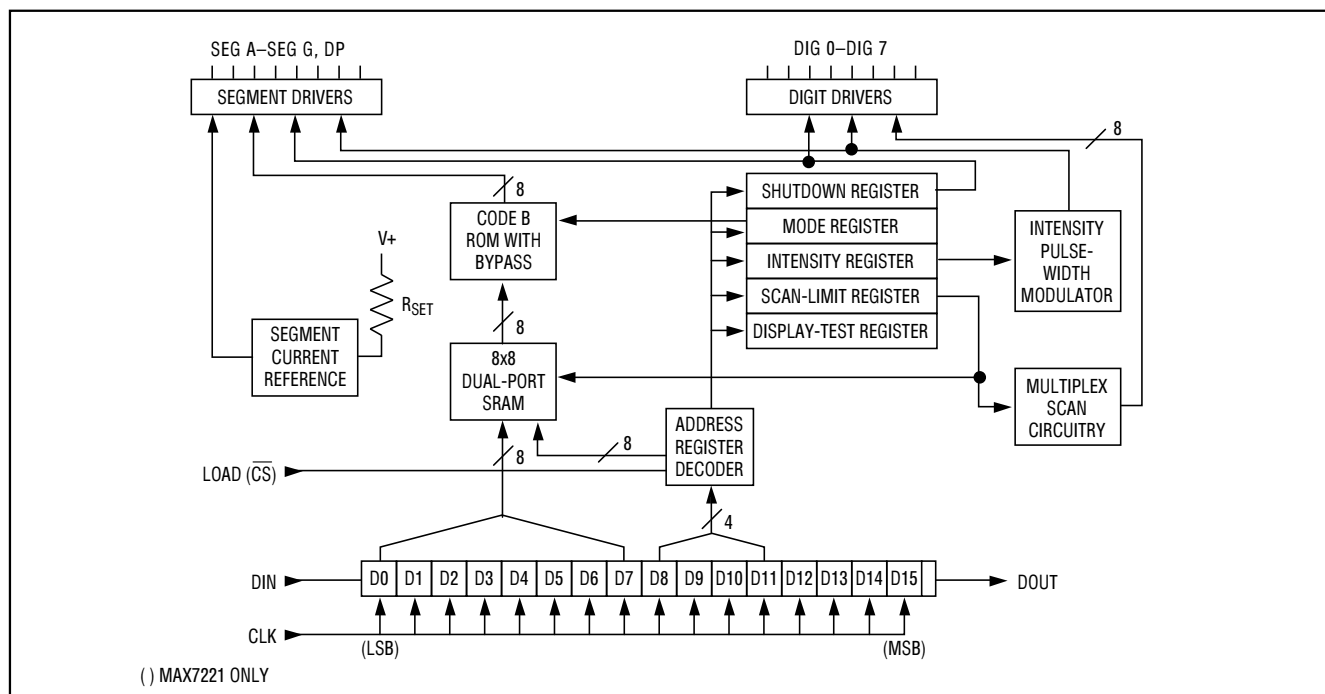 SEG A–SEG G, DP
SEGMENT DRIVERS
DIG 0–DIG 7
DIGIT DRIVERS
8
8
CODE B
ROM WITH
BYPASS
SHUTDOWN REGISTER
MODE REGISTER
INTENSITY REGISTER
SCAN-LIMIT REGISTER
DISPLAY-TEST REGISTER
INTENSITY
PULSE-
WIDTH
MODULATOR
V+
RSET
SEGMENT
CURRENT
REFERENCE
8
8x8
DUAL-PORT
SRAM
MULTIPLEX
SCAN
CIRCUITRY
ADDRESS
REGISTER
DECODER
8
8
LOAD (C̅S̅)
4
DIN
D0 D1 D2 D3 D4 D5 D6 D7 D8 D9 D10 D11 D12 D13 D14 D15
DOUT
CLK
(LSB)
(MSB)
( ) MAX7221 ONLY